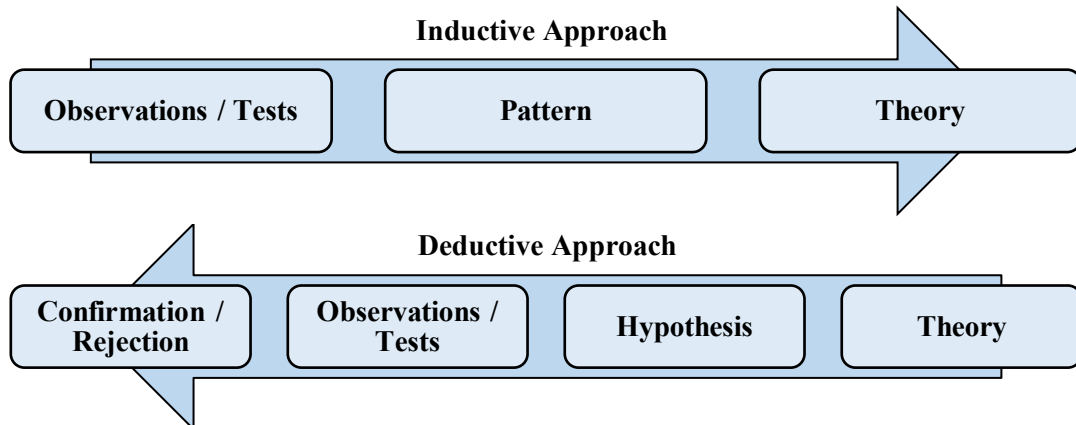 Inductive Approach
Observations / Tests
Pattern
Theory
Deductive Approach
Confirmation /
Rejection
Observations /
Tests
Hypothesis
Theory